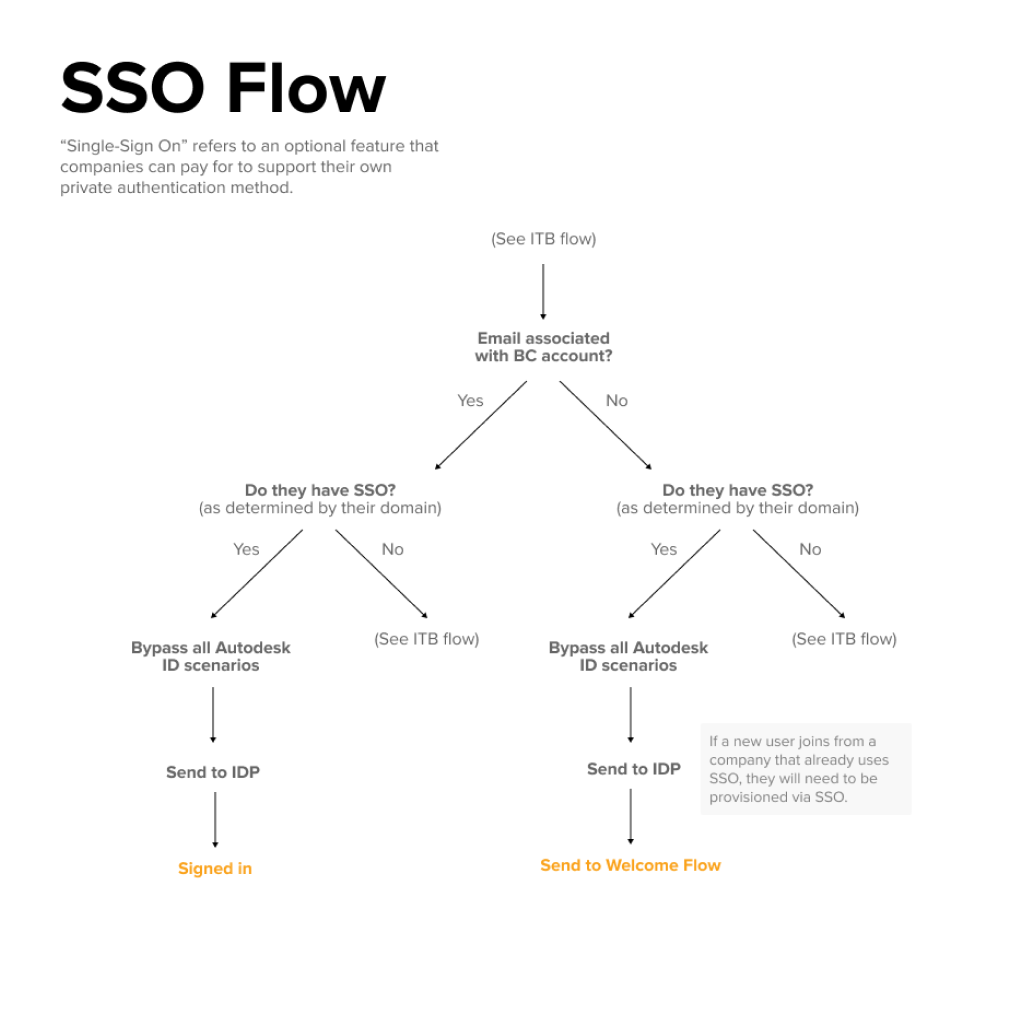 SSO Flow
“Single-Sign On” refers to an optional feature that
companies can pay for to support their own
private authentication method.
(See ITB flow)
Email associated
with BC account?
Yes
No
Do they have SSO?
(as determined by their domain)
Do they have SSO?
(as determined by their domain)
Yes
No
Yes
No
Bypass all Autodesk
ID scenarios
(See ITB flow)
Bypass all Autodesk
ID scenarios
(See ITB flow)
Send to IDP
Send to IDP
If a new user joins from a
company that already uses
SSO, they will need to be
provisioned via SSO.
Signed in
Send to Welcome Flow